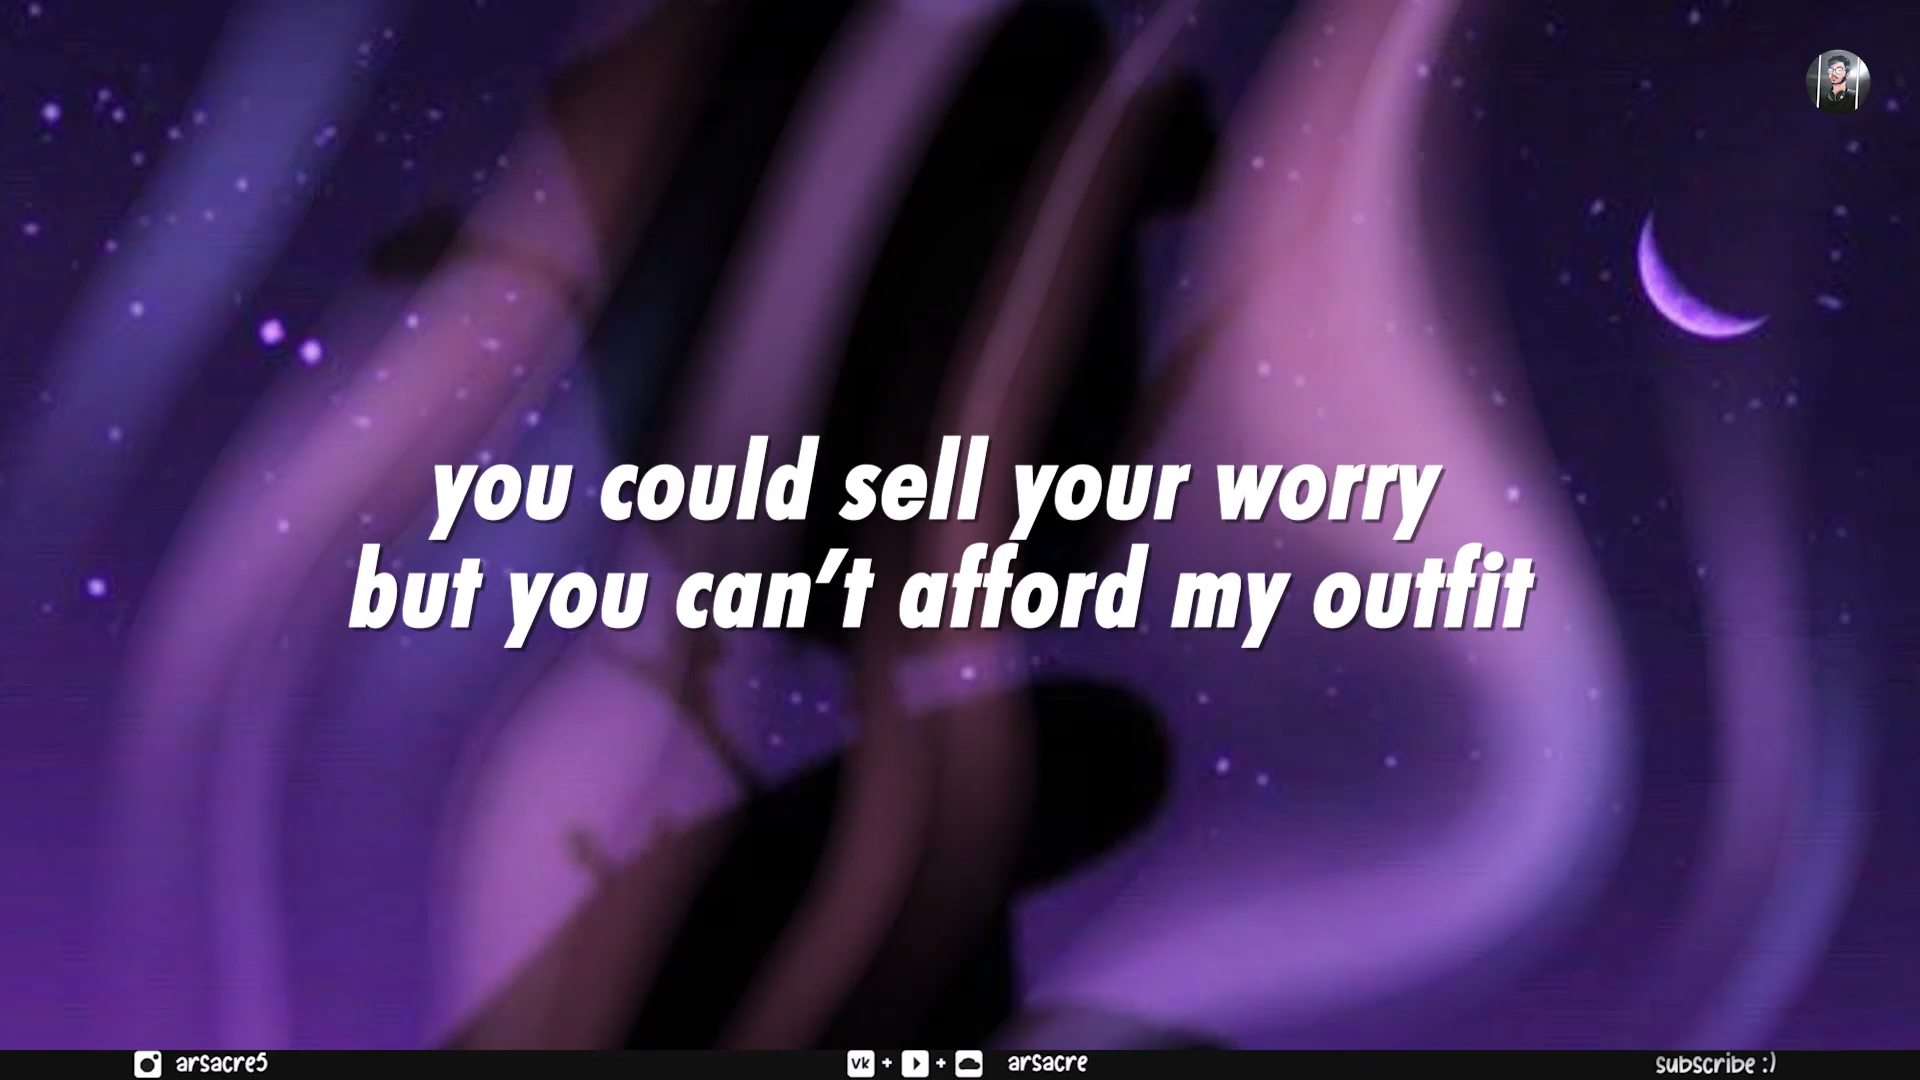 you could sell your worry
but you can't afford my outfit
arsacre5
vk + + arsacre
subscribe :)